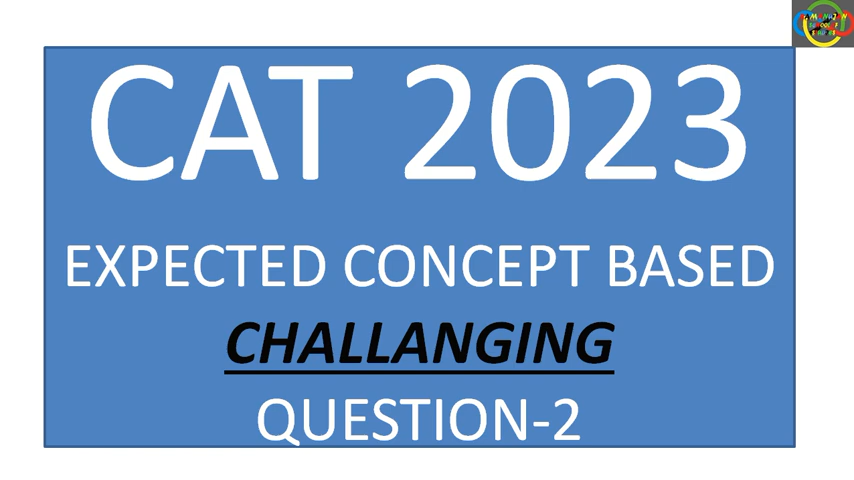 CAT 2023
EXPECTED CONCEPT BASED
CHALLANGING
QUESTION-2